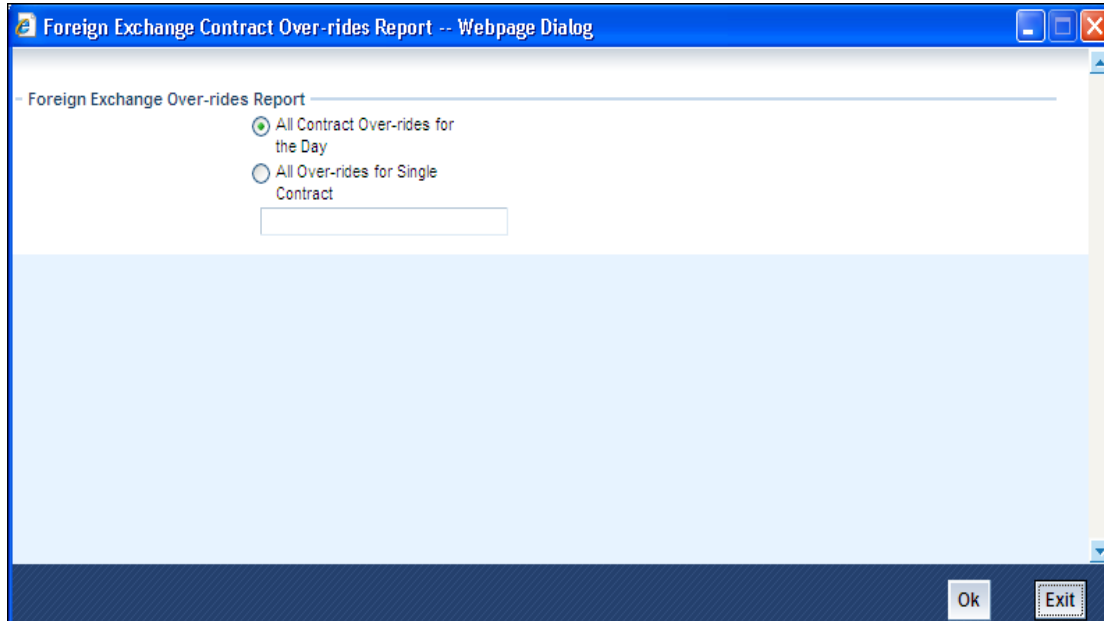 Foreign Exchange Contract Over-rides Report -- Webpage Dialog
Foreign Exchange Over-rides Report
All Contract Over-rides for
the Day
All Over-rides for Single
Contract
Ok
Exit